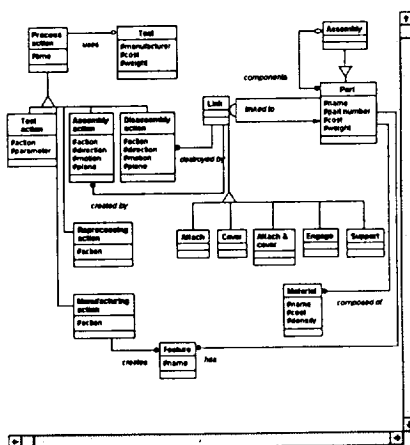 Process
action
#time
uses
Tool
#manufacturer
#cost
#weight
Assembly
components
Part
#name
#part number
#cost
#weight
Link
linked to
Test
action
#action
#parameter
Assembly
action
#action
#direction
#motion
#plane
Disassembly
action
#action
#direction
#motion
#plane
destroyed by
created by
Reprocessing
action
#action
Attach
Cover
Attach &
cover
Engage
Support
Manufacturing
action
#action
Material
#name
#cost
#density
composed of
creates
Feature
#name
has